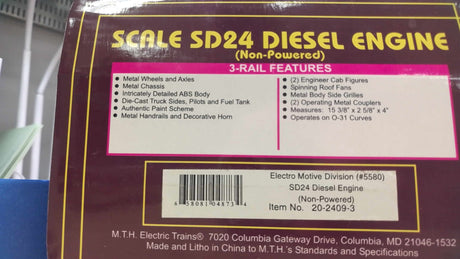 SCALE SD24 DIESEL ENGINE
(Non-Powered)
3-RAIL FEATURES
• Metal Wheels and Axles
• Metal Chassis
• Intricately Detailed ABS Body
• Die-Cast Truck Sides, Pilots and Fuel Tank
• Authentic Paint Scheme
• Metal Handrails and Decorative Horn
• (2) Engineer Cab Figures
• Spinning Roof Fans
• Metal Body Side Grilles
• (2) Operating Metal Couplers
• Measures: 15 3/8" x 2 5/8" x 4"
• Operates on O-31 Curves
Electro Motive Division (#5580)
SD24 Diesel Engine
(Non-Powered)
Item No. 20-2409-3
6 58081 04873 4
M.T.H. Electric Trains® 7020 Columbia Gateway Drive, Columbia, MD 21046-1532
Made and Litho in China to M.T.H.'s Standards and Specifications